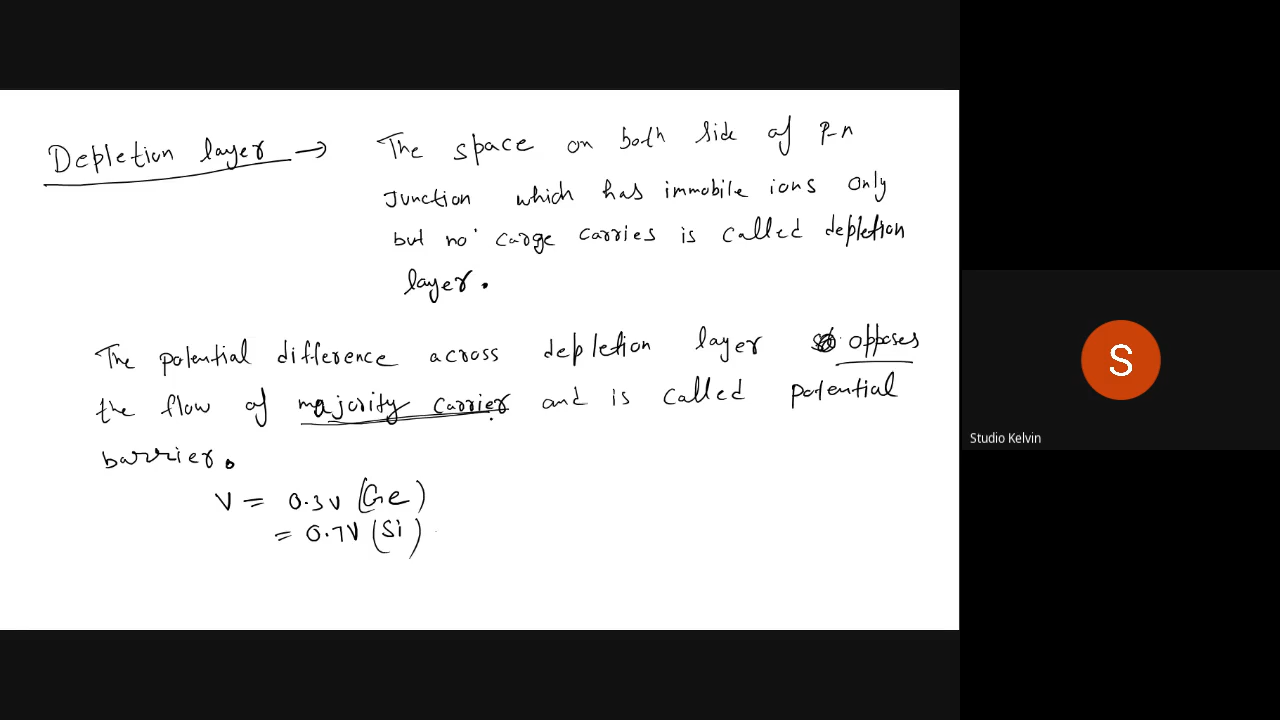 Depletion layer → The space on both side of P-n
Junction which has immobile ions only
but no carge carries is called depletion
layer.
The potential difference across depletion layer opposes
the flow of majority carrier and is called potential
barrier.
V = 0.3V (Ge)
= 0.7V (Si)
S
Studio Kelvin